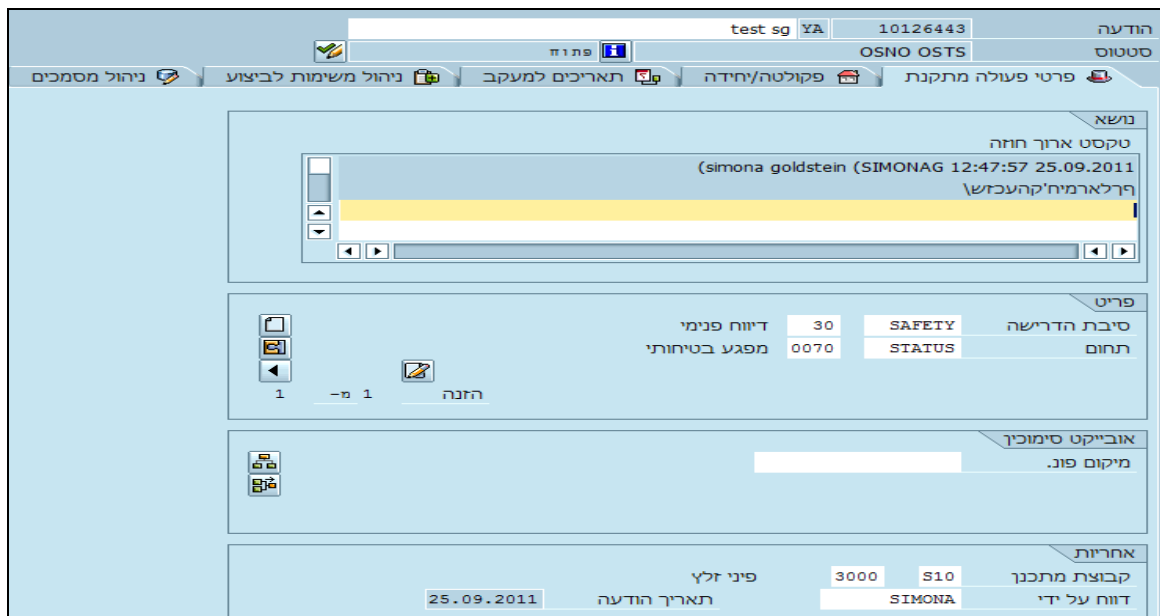 הודעה 10126443 YA test sg
סטטוס OSNO OSTS פתוח
פרטי פעולה מתקנת פקולטה/יחידה תאריכים למעקב ניהול משימות לביצוע ניהול מסמכים
נושא
טקסט ארוך חוזה
(simona goldstein (SIMONAG 12:47:57 25.09.2011
ףךלארמיח'קהעכזש\
פריט
סיבת הדרישה SAFETY 30 דיווח פנימי
תחום STATUS 0070 מפגע בטיחותי
הזנה 1 מ- 1
אובייקט סימוכין
מיקום פונ.
אחריות
קבוצת מתכנן S10 3000 פיני זלץ
דווח על ידי SIMONA תאריך הודעה 25.09.2011